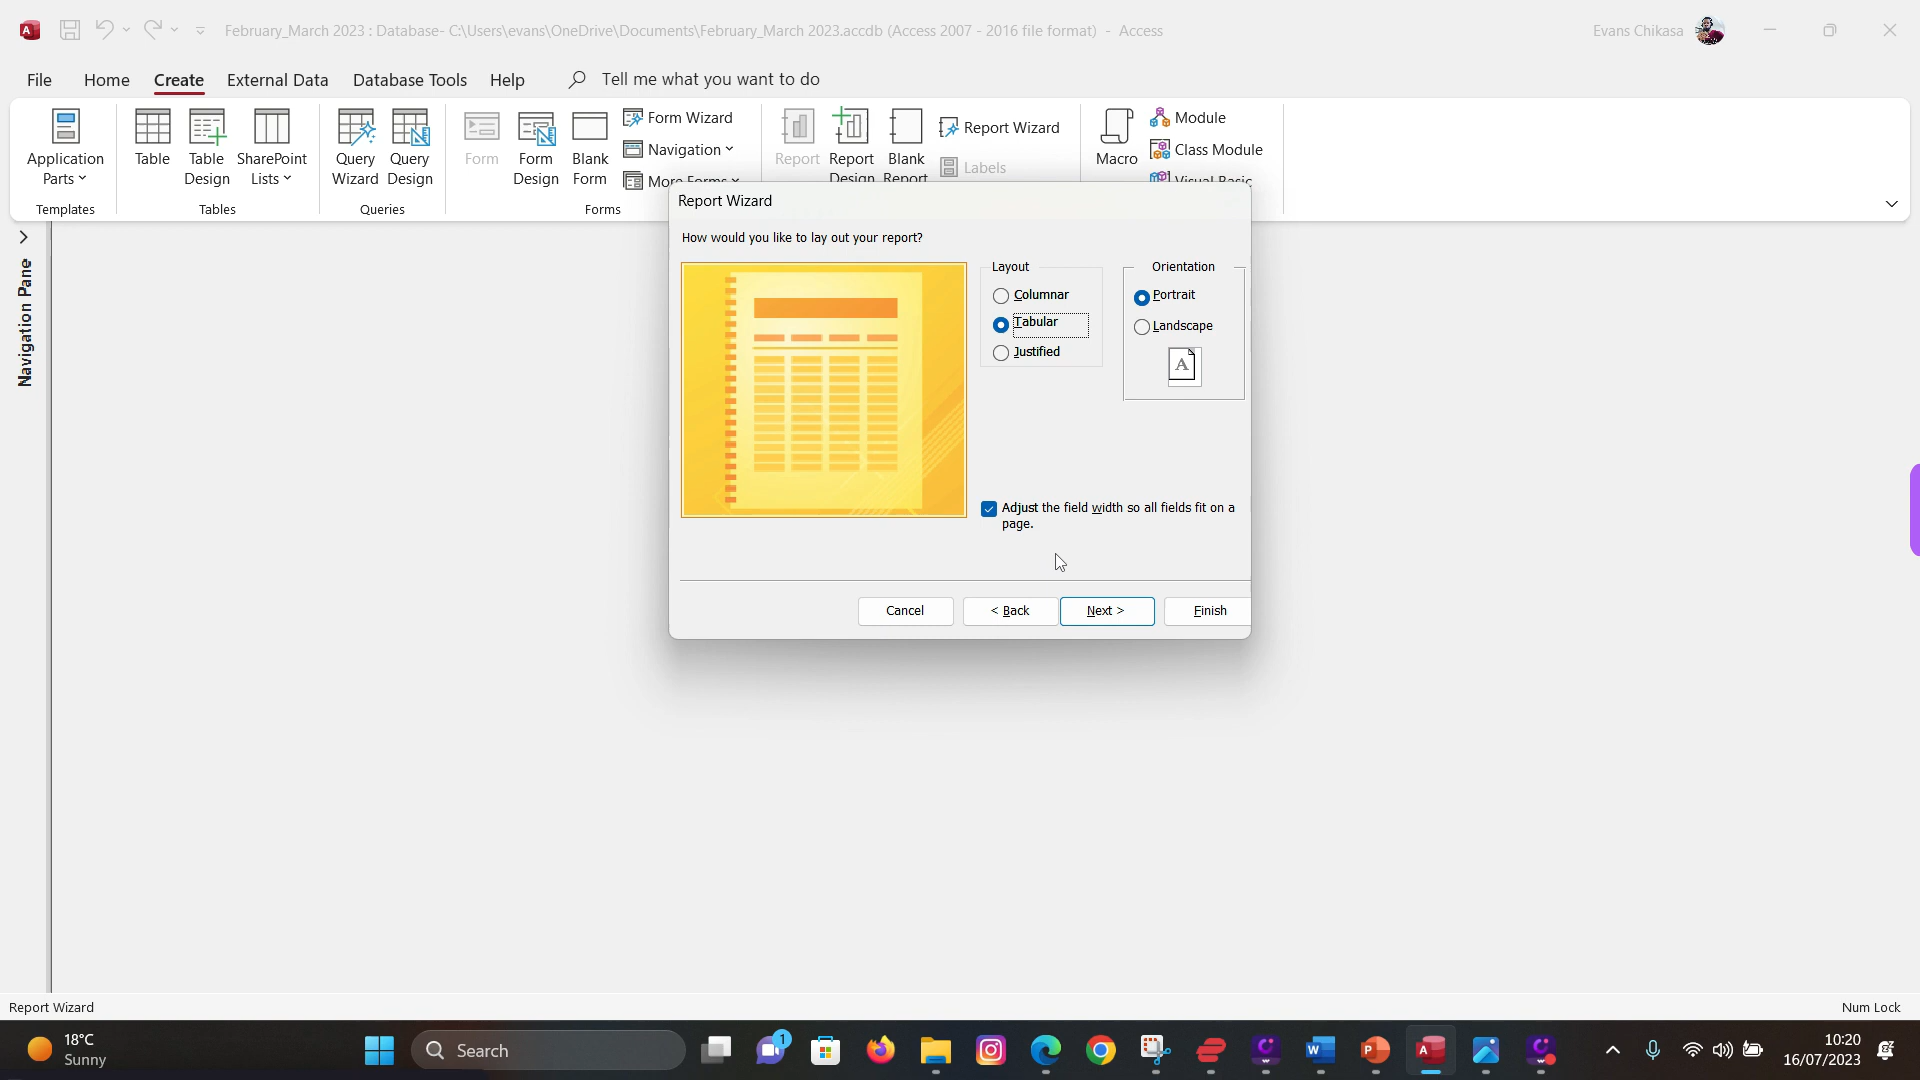 February_March 2023 : Database- C:\Users\evans\OneDrive\Documents\February_March 2023.accdb (Access 2007 - 2016 file format) - Access
Evans Chikasa
File Home Create External Data Database Tools Help Tell me what you want to do
Application Parts
Table
Table Design
SharePoint Lists
Query Wizard
Query Design
Form
Form Design
Blank Form
Form Wizard
Navigation
More Forms
Report
Report Design
Blank Report
Report Wizard
Labels
Macro
Module
Class Module
Visual Basic
Templates
Tables
Queries
Forms
Navigation Pane
Report Wizard
How would you like to lay out your report?
Layout
Columnar
Tabular
Justified
Orientation
Portrait
Landscape
A
Adjust the field width so all fields fit on a
page.
Cancel
< Back
Next >
Finish
Report Wizard
Num Lock
18°C
Sunny
Search
1
10:20
16/07/2023